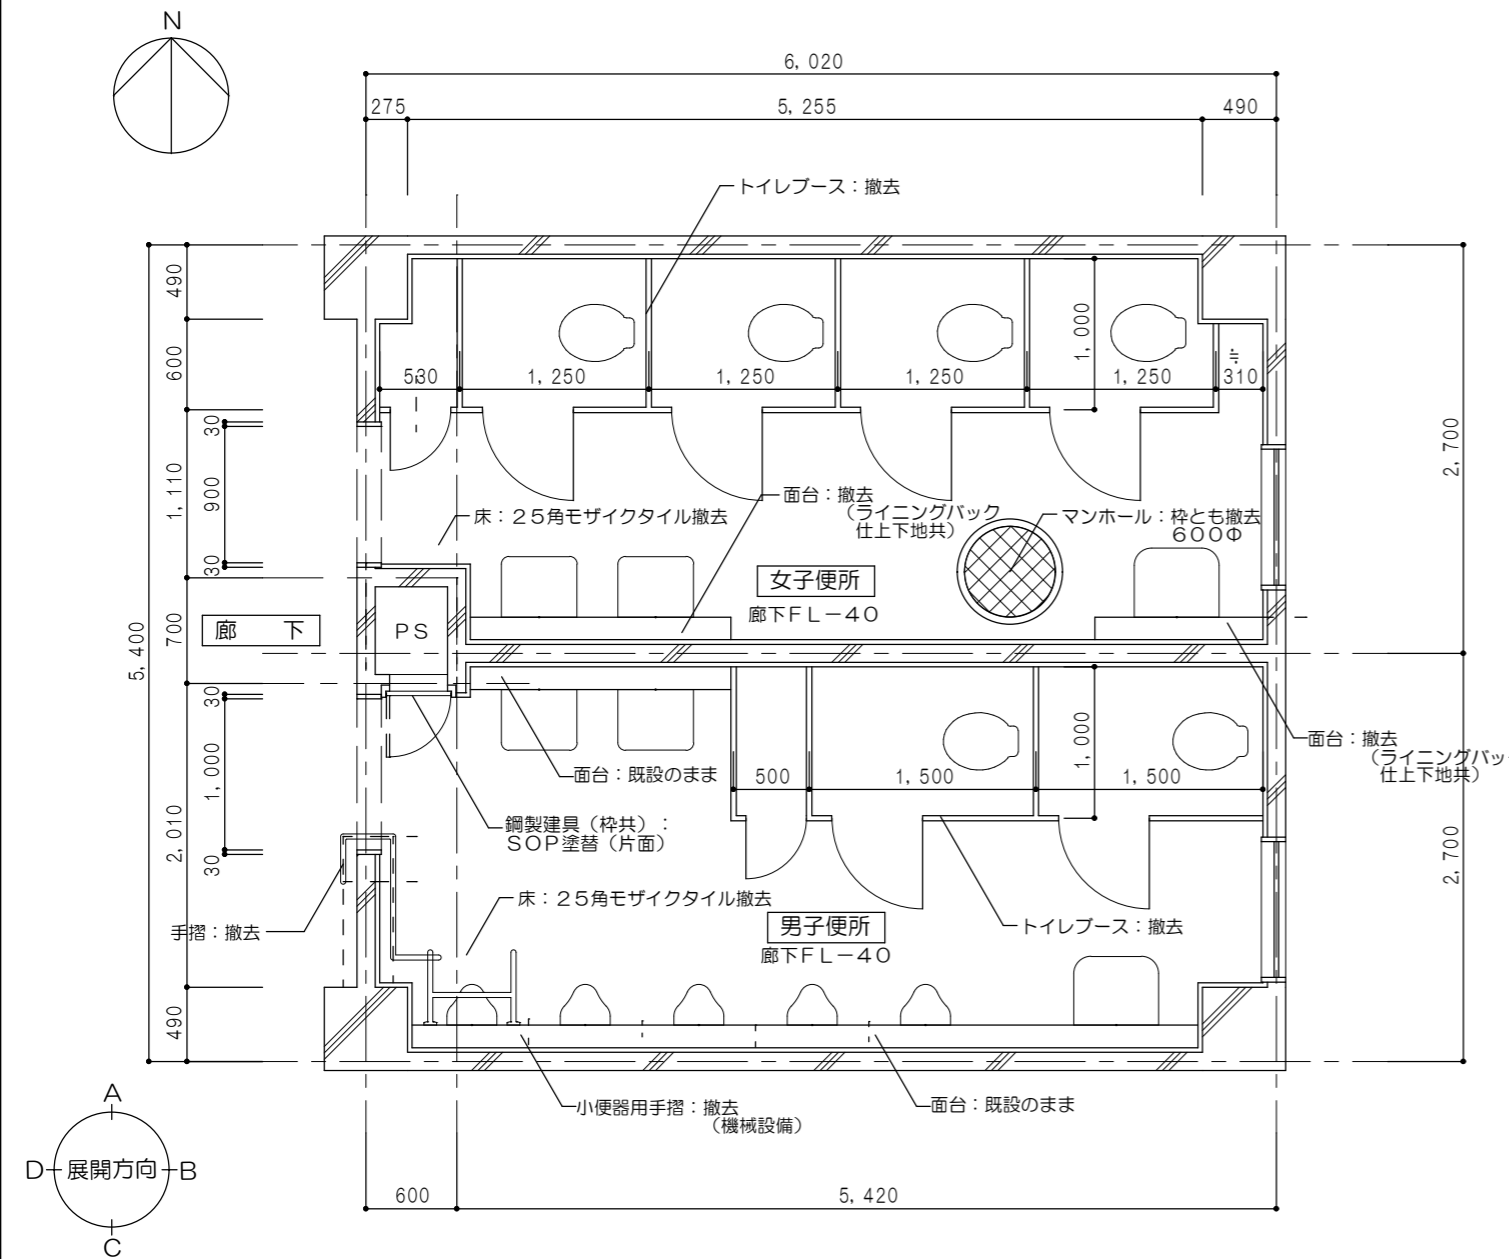 N
6,020
275
5,255
490
トイレブース：撤去
490
600
1,110
700
2,010
490
5,400
30
900
30
30
1,000
30
530
1,250
1,250
1,250
1,250
310
1,000
2,700
2,700
床：２５角モザイクタイル撤去
面台：撤去
（ライニングバック
仕上下地共）
マンホール：枠とも撤去
６００Φ
女子便所
廊下ＦＬ－４０
廊　下
ＰＳ
500
1,500
1,500
1,000
面台：撤去
（ライニングバッ
仕上下地共）
面台：既設のまま
鋼製建具（枠共）：
ＳＯＰ塗替（片面）
床：２５角モザイクタイル撤去
手摺：撤去
男子便所
廊下ＦＬ－４０
トイレブース：撤去
小便器用手摺：撤去
（機械設備）
面台：既設のまま
A
D
展開方向
B
C
600
5,420